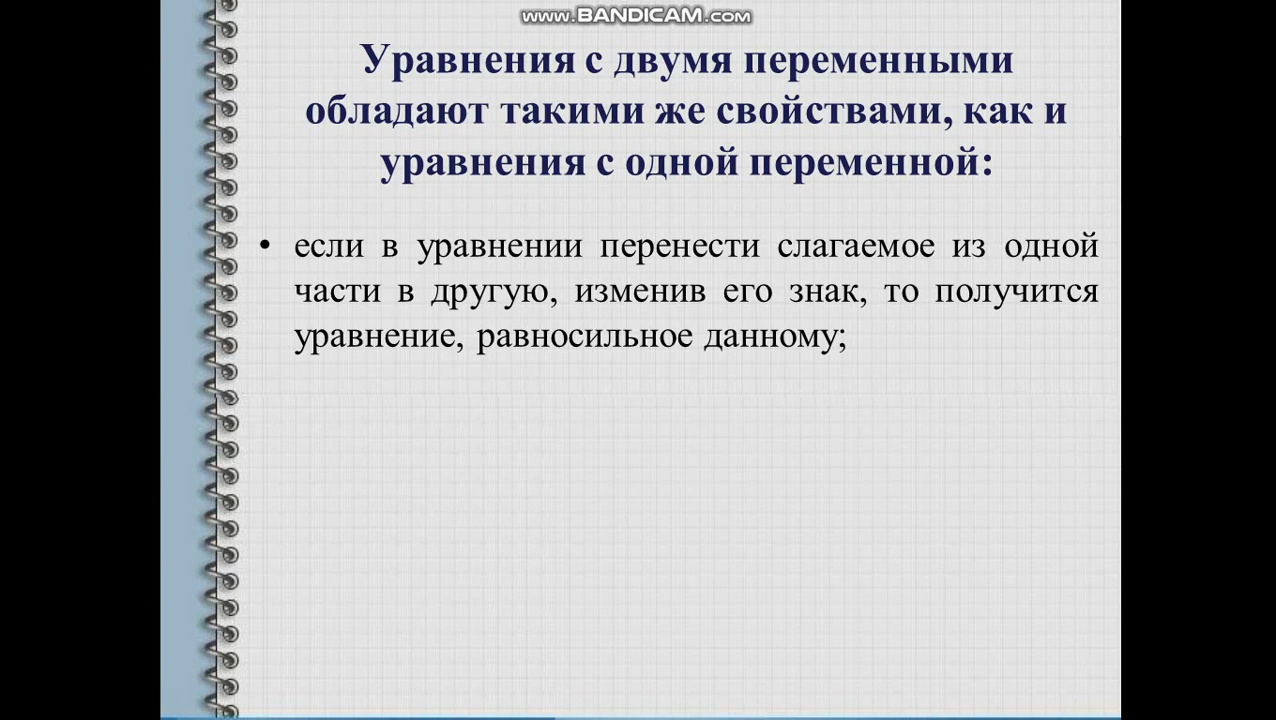 www.BANDICAM.com
Уравнения с двумя переменными
обладают такими же свойствами, как и
уравнения с одной переменной:
• если в уравнении перенести слагаемое из одной
части в другую, изменив его знак, то получится
уравнение, равносильное данному;